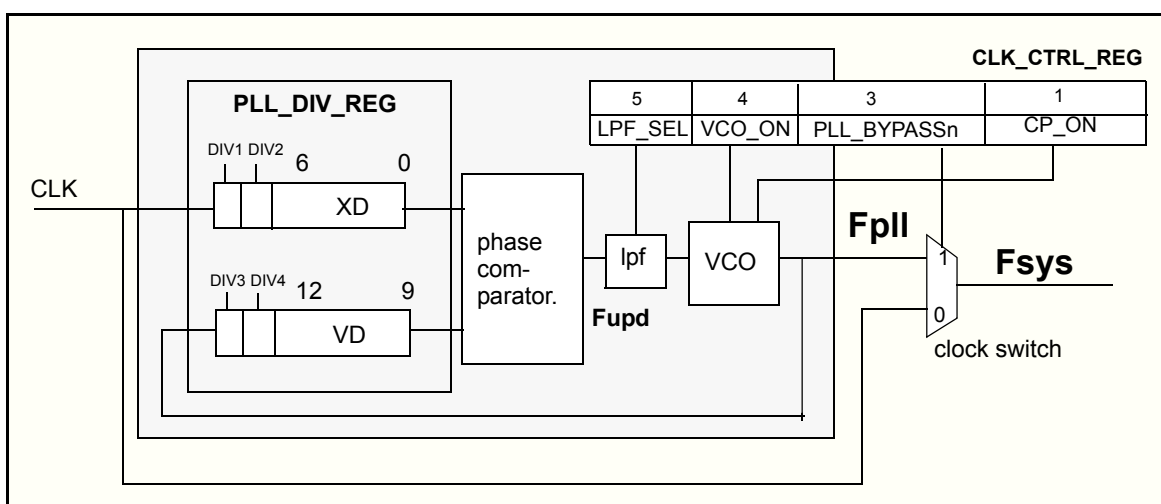 CLK_CTRL_REG
5 4 3 1
LPF_SEL VCO_ON PLL_BYPASSn CP_ON
PLL_DIV_REG
DIV1 DIV2 6 0
CLK
XD
phase
com-
parator.
lpf
VCO
Fpll
1
Fsys
DIV3 DIV4 12 9
VD
Fupd
0
clock switch